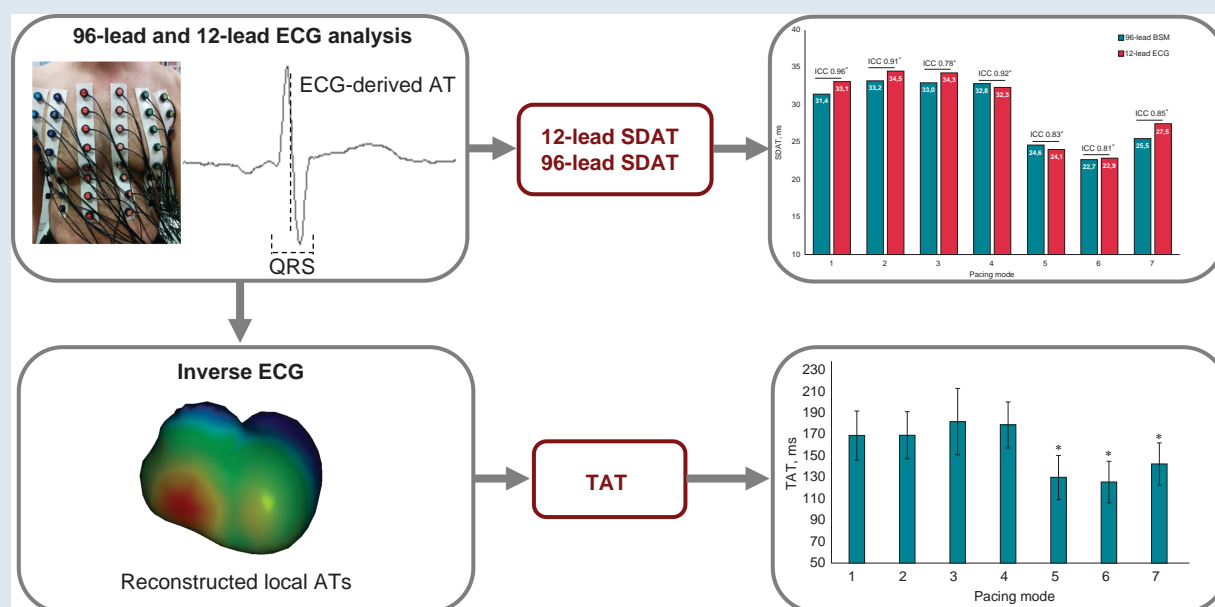 96-lead and 12-lead ECG analysis
ECG-derived AT
QRS
12-lead SDAT
96-lead SDAT
40
35
30
25
20
15
10
SDAT, ms
96-lead BSM
12-lead ECG
ICC 0.96*
ICC 0.91*
ICC 0.78*
ICC 0.92*
ICC 0.83*
ICC 0.81*
ICC 0.85*
31,4 33,1 33,2 34,5 33,0 34,3 32,8 32,3 24,6 24,1 22,7 22,9 25,5 27,5
1 2 3 4 5 6 7
Pacing mode
Inverse ECG
Reconstructed local ATs
TAT
230
210
190
170
150
130
110
90
70
50
TAT, ms
* * *
1 2 3 4 5 6 7
Pacing mode